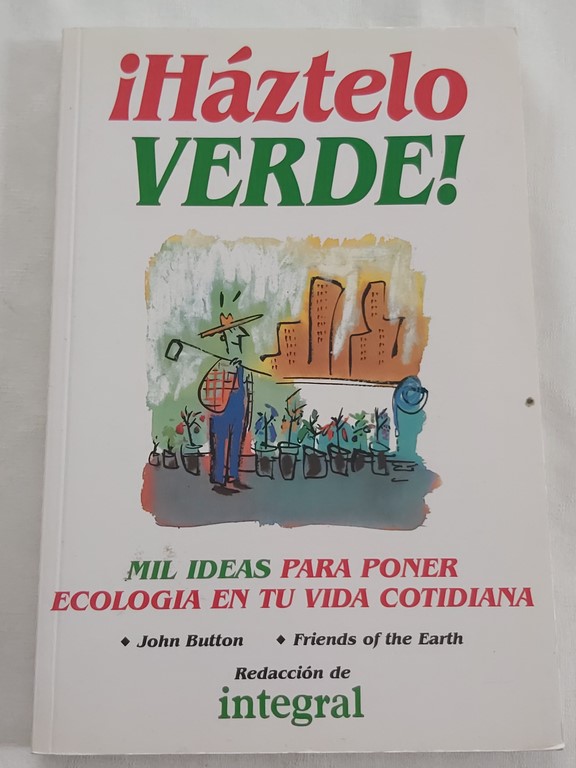 ¡Háztelo
VERDE!
MIL IDEAS PARA PONER
ECOLOGIA EN TU VIDA COTIDIANA
◆ John Button ◆ Friends of the Earth
Redacción de
integral